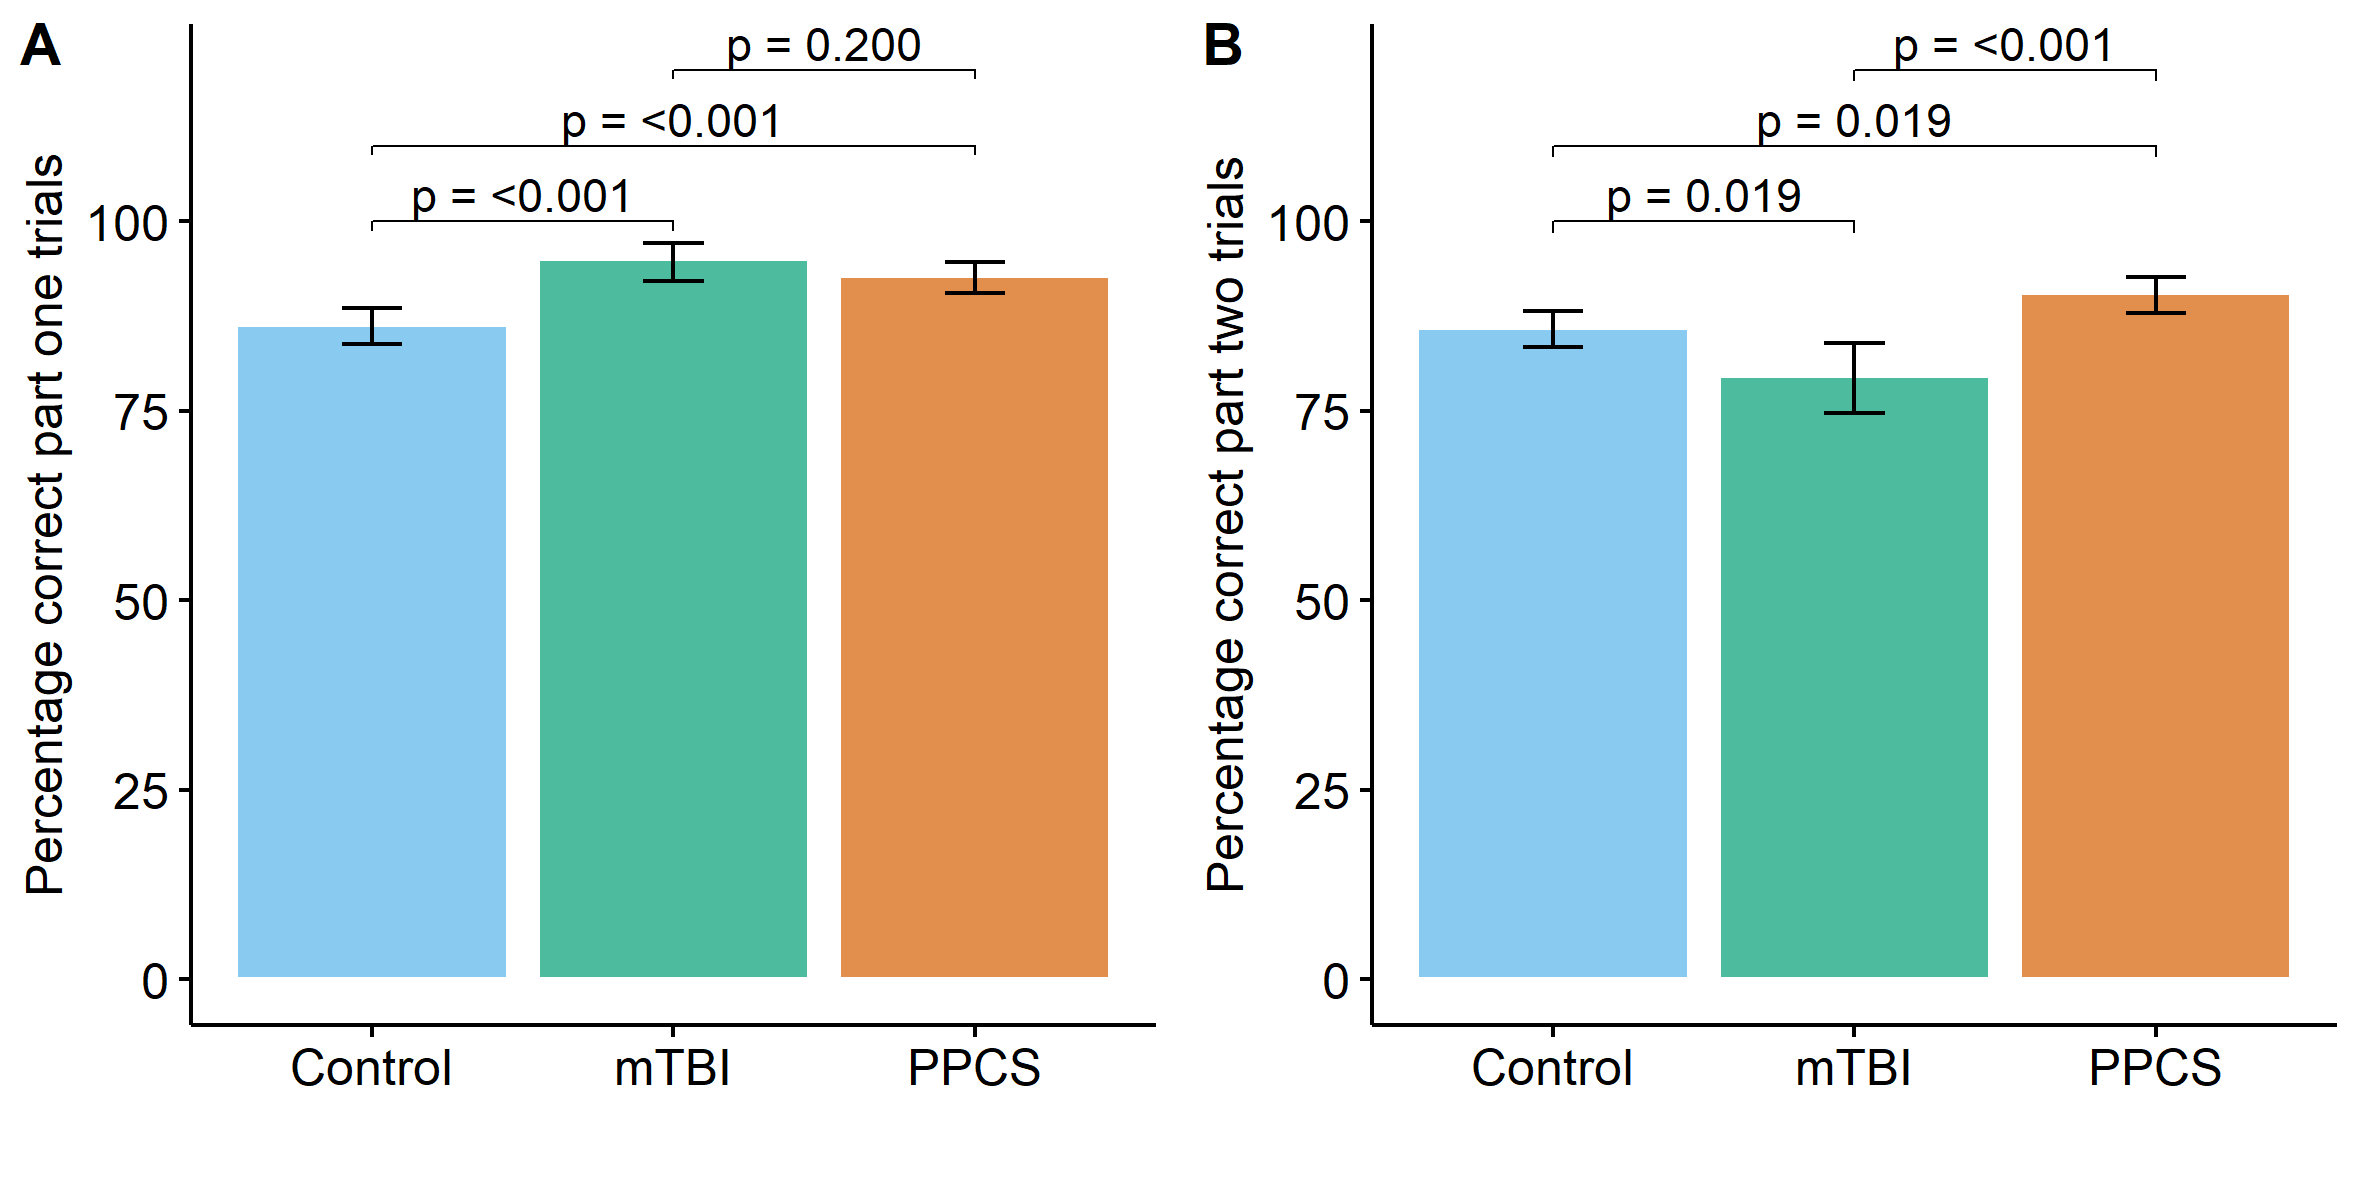 A
p = 0.200
p = <0.001
p = <0.001
Percentage correct part one trials
100
75
50
25
0
Control
mTBI
PPCS
B
p = <0.001
p = 0.019
p = 0.019
Percentage correct part two trials
100
75
50
25
0
Control
mTBI
PPCS